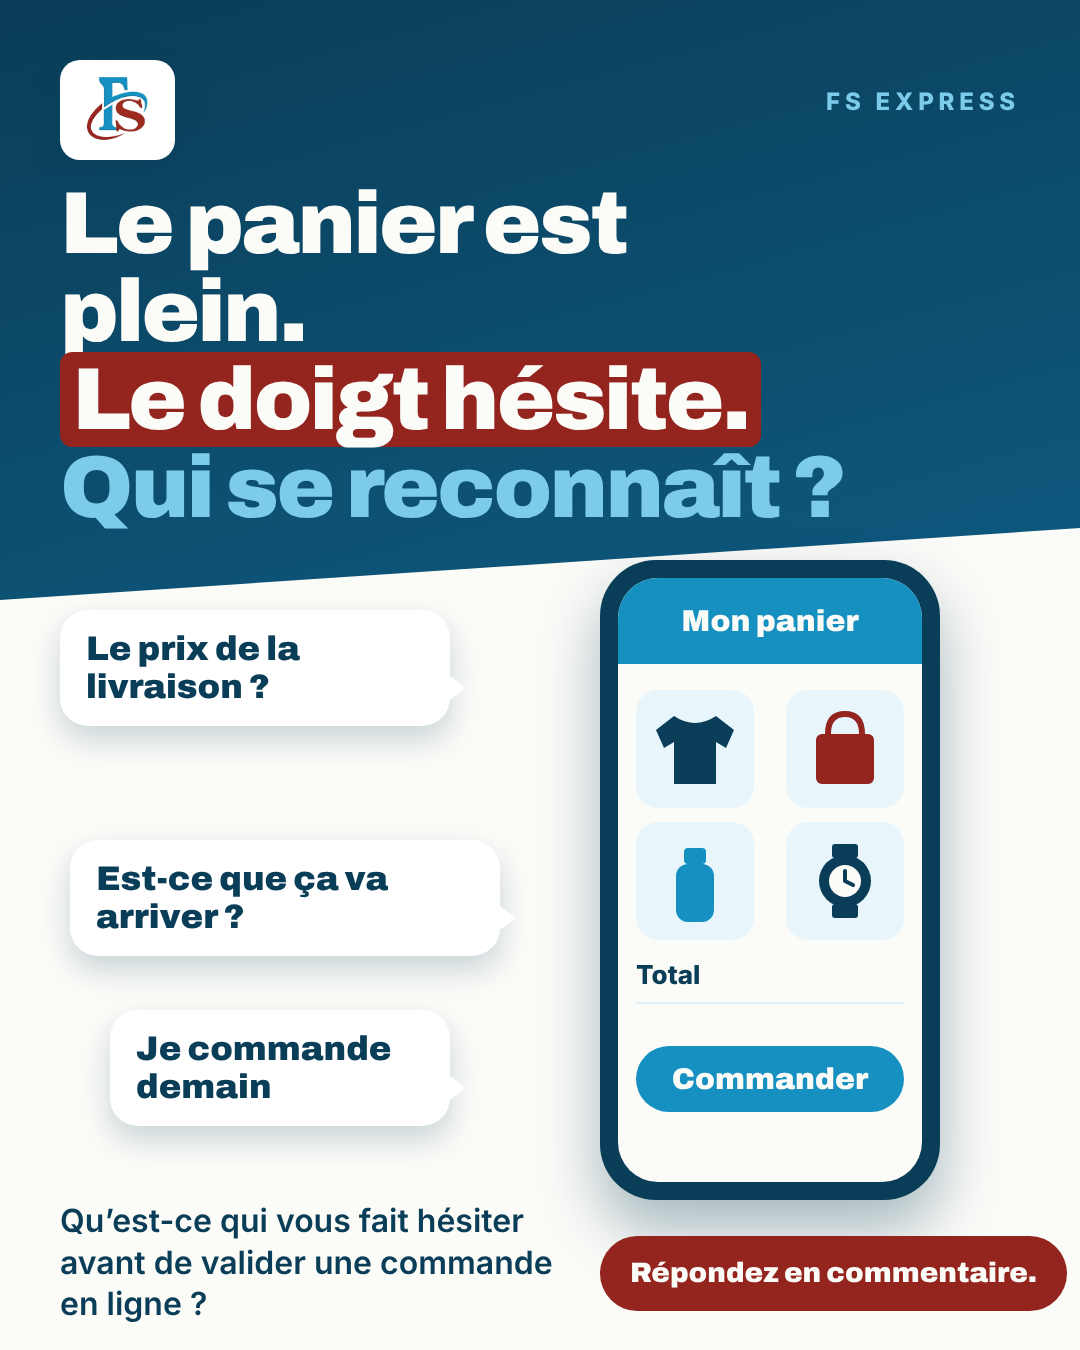 FS
FS EXPRESS
Le panier est
plein.
Le doigt hésite.
Qui se reconnaît ?
Le prix de la
livraison ?
Est-ce que ça va
arriver ?
Je commande
demain
Mon panier
Total
Commander
Qu’est-ce qui vous fait hésiter
avant de valider une commande
en ligne ?
Répondez en commentaire.